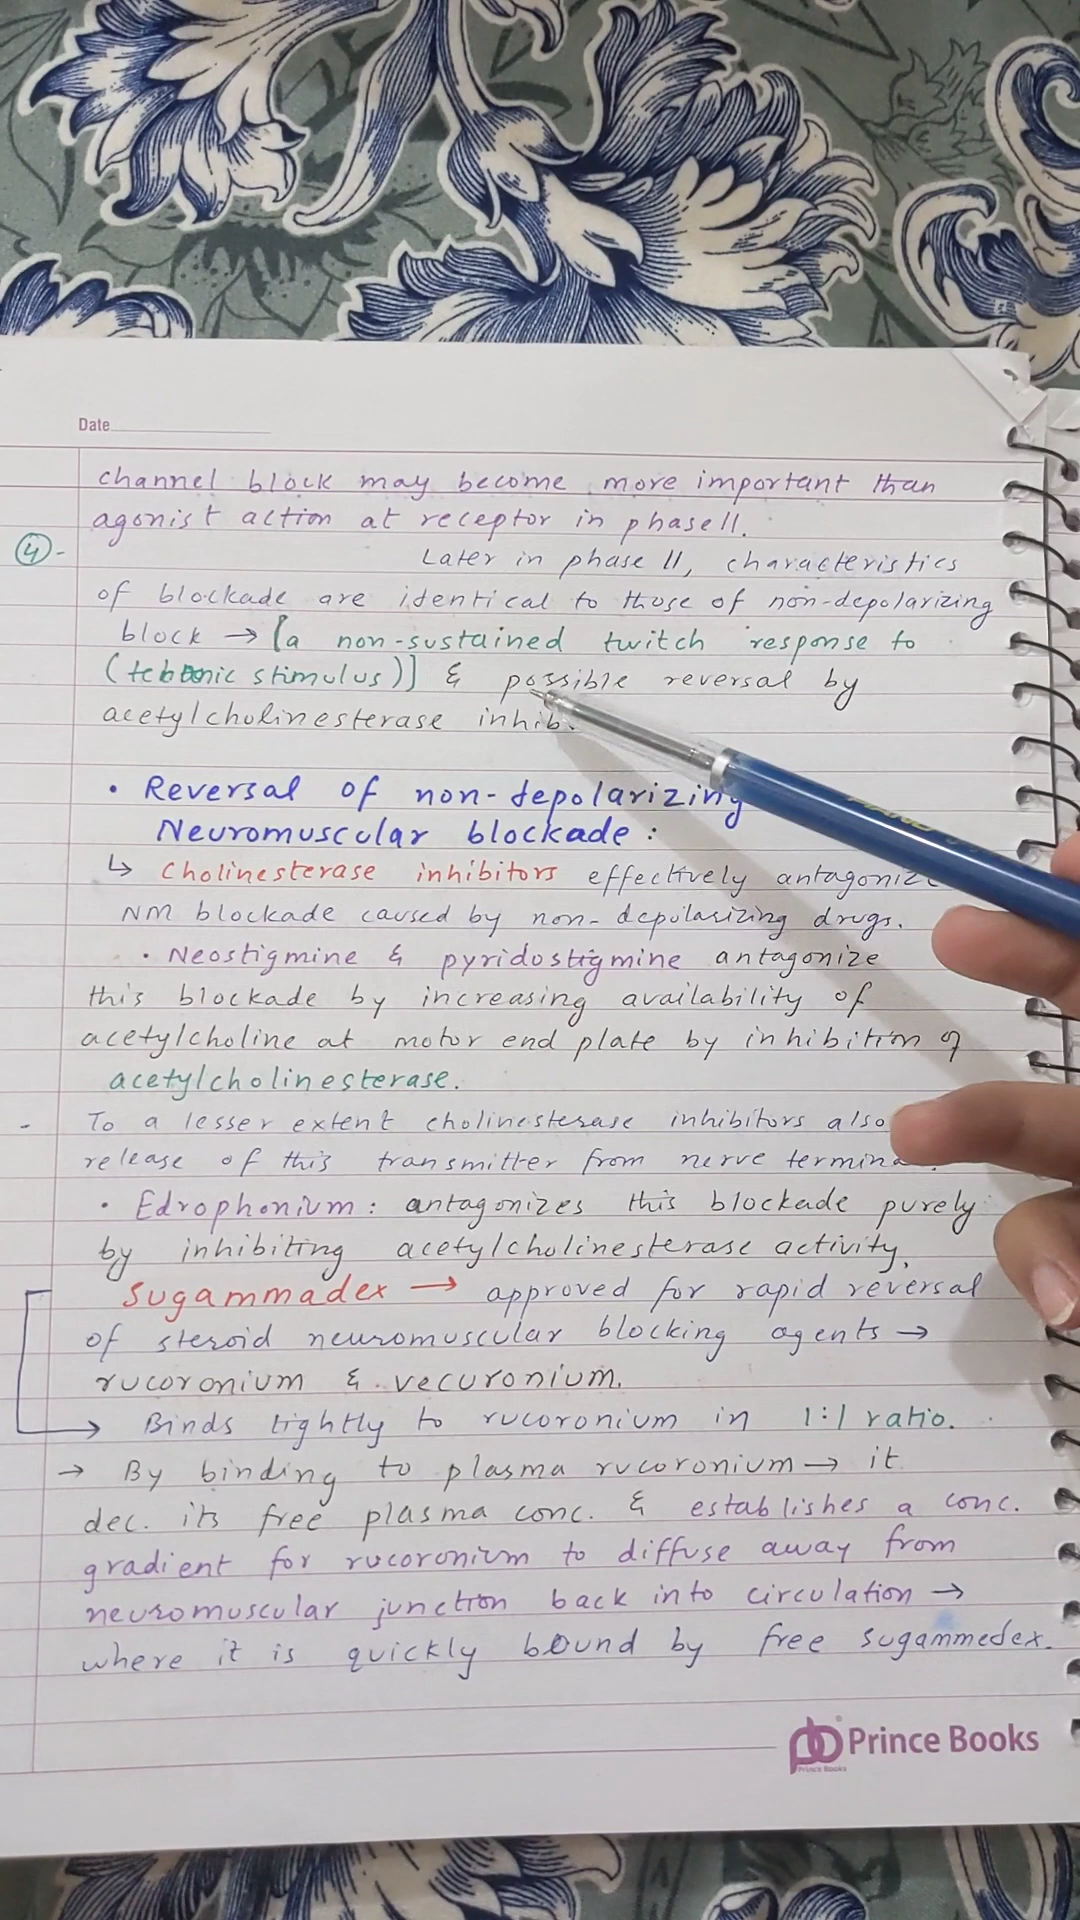 Date
channel block may become more important than
agonist action at receptor in phase II.
④- Later in phase II, characteristics
of blockade are identical to those of non-depolarizing
block → [a non-sustained twitch response to
(tetanic stimulus)] & possible reversal by
acetylcholinesterase inhib.
• Reversal of non-depolarizing
Neuromuscular blockade :
↳ Cholinesterase inhibitors effectively antagonize
NM blockade caused by non-depolarizing drugs.
• Neostigmine & pyridostigmine antagonize
this blockade by increasing availability of
acetylcholine at motor end plate by inhibition of
acetylcholinesterase.
- To a lesser extent cholinesterase inhibitors also
release of this transmitter from nerve
• Edrophonium: antagonizes this blockade purely
by inhibiting acetylcholinesterase activity.
Sugammadex → approved for rapid reversal
of steroid neuromuscular blocking agents →
rucoronium & vecuronium.
→ Binds tightly to rucoronium in 1:1 ratio.
→ By binding to plasma rucoronium → it
dec. its free plasma conc. & establishes a conc.
gradient for rucoronium to diffuse away from
neuromuscular junction back into circulation →
where it is quickly bound by free sugammedex.
Prince Books
Prince Books